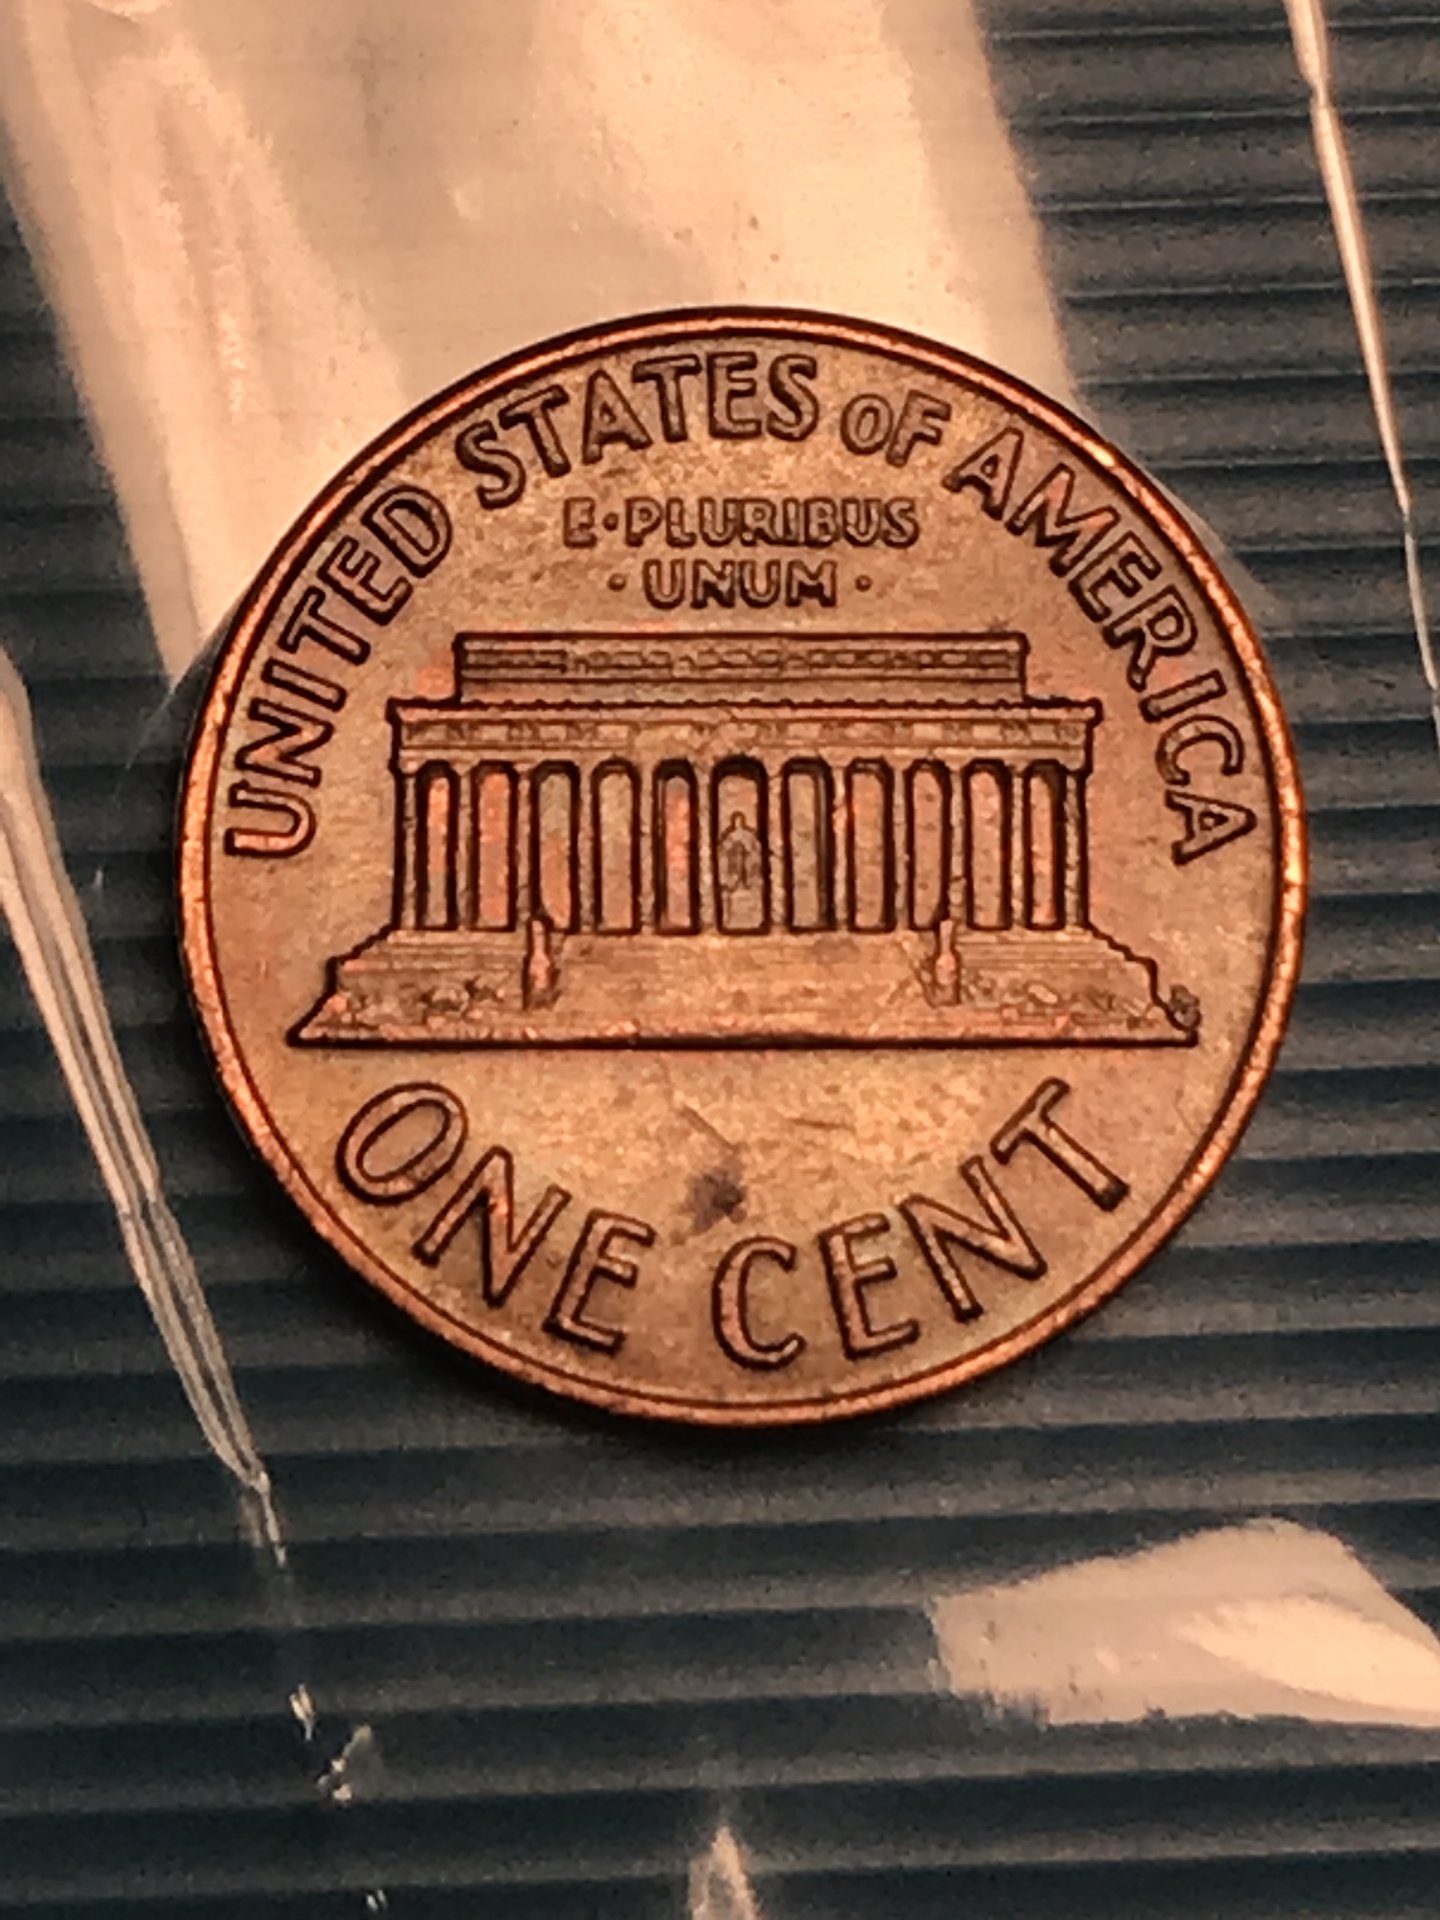 UNITED STATES OF AMERICA
E·PLURIBUS
·UNUM·
ONE CENT